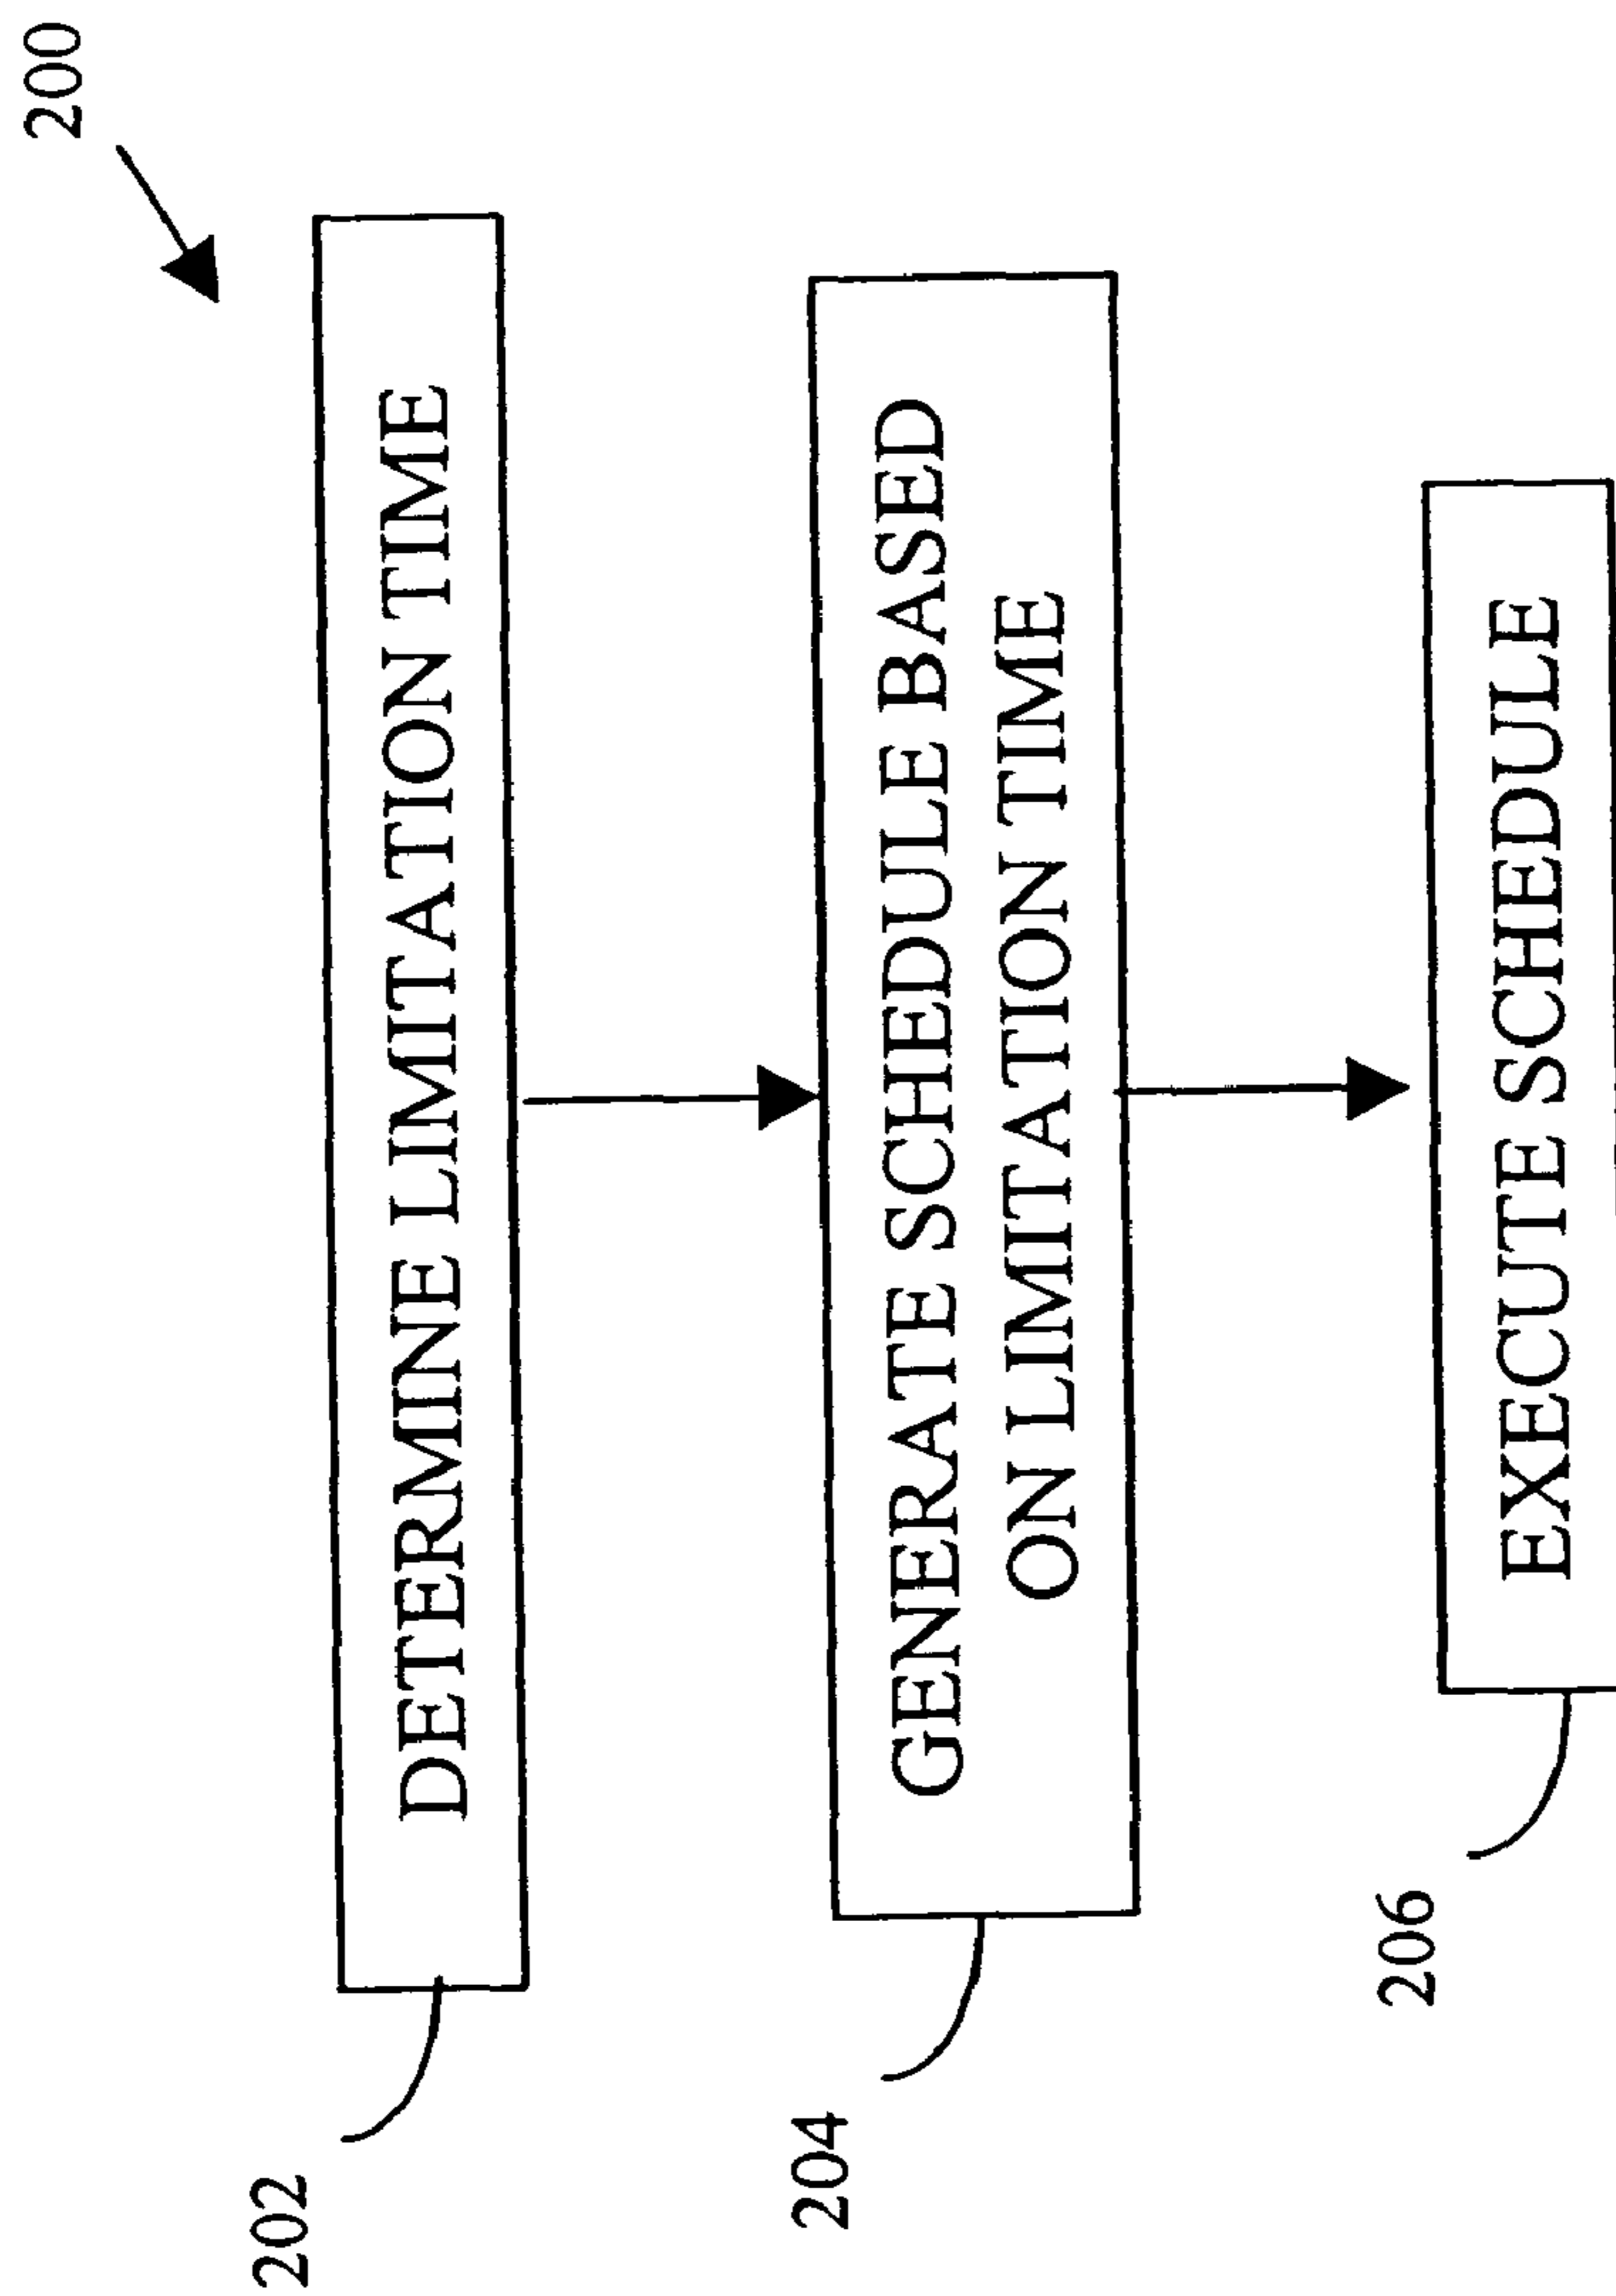 200
202
DETERMINE LIMITATION TIME
204
GENERATE SCHEDULE BASED
ON LIMITATION TIME
206
EXECUTE SCHEDULE